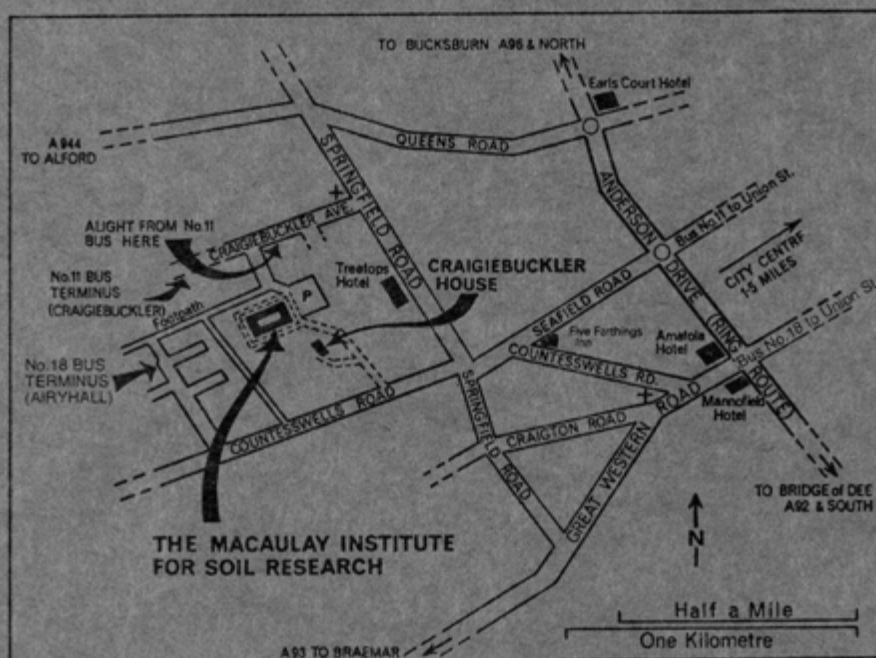 TO BUCKSBURN A96 & NORTH
Earls Court Hotel
A944
TO ALFORD
QUEENS ROAD
SPRINGFIELD ROAD
ANDERSON DRIVE (RING ROUTE)
ALIGHT FROM No.11
BUS HERE
CRAIGIEBUCKLER AVE.
Bus No.11 to Union St.
CITY CENTRE
1·5 MILES
No.11 BUS
TERMINUS
(CRAIGIEBUCKLER)
Footpath
P
Treetops
Hotel
CRAIGIEBUCKLER
HOUSE
SEAFIELD ROAD
Five Farthings
Inn
Amatola
Hotel
Bus No.18 to Union St.
No.18 BUS
TERMINUS
(AIRYHALL)
COUNTESSWELLS RD.
COUNTESSWELLS ROAD
SPRINGFIELD ROAD
CRAIGTON ROAD
GREAT WESTERN ROAD
Mannofield
Hotel
TO BRIDGE of DEE
A92 & SOUTH
THE MACAULAY INSTITUTE
FOR SOIL RESEARCH
N
Half a Mile
One Kilometre
A93 TO BRAEMAR